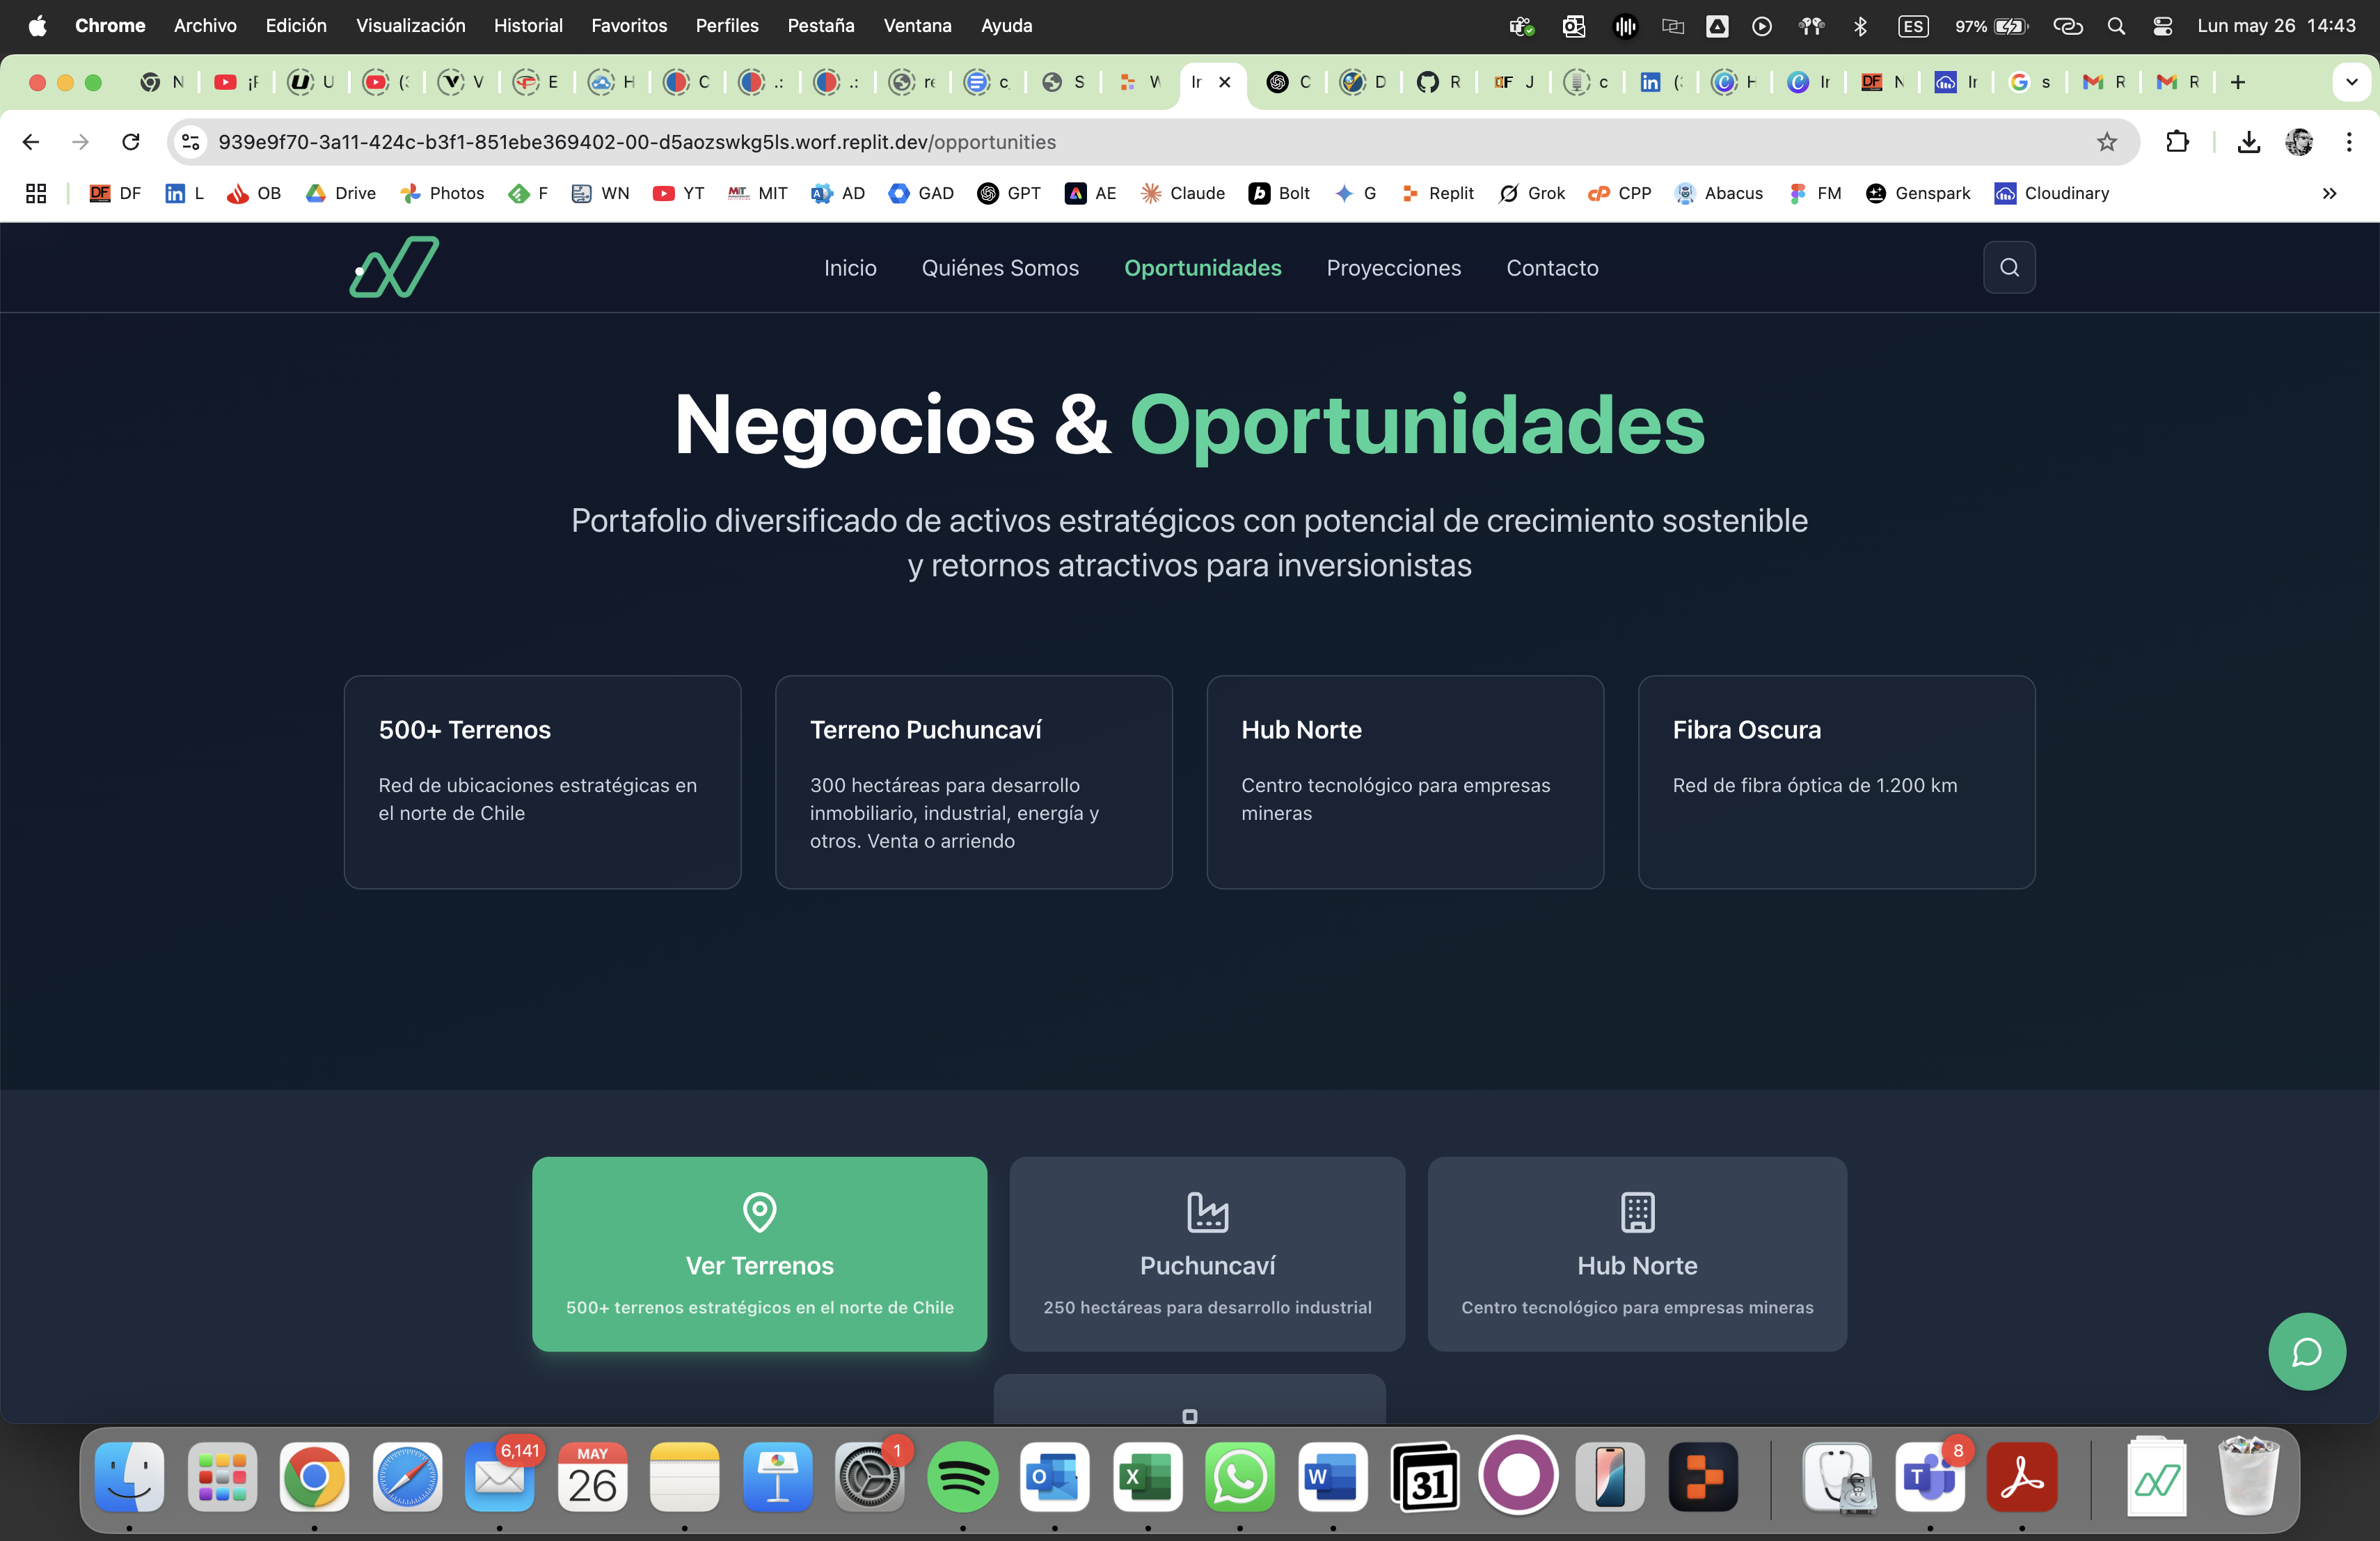 Chrome Archivo Edición Visualización Historial Favoritos Perfiles Pestaña Ventana Ayuda ES 97% Lun may 26 14:43
N U V E H C S W Ir C D R J c Ir N Ir s R R
939e9f70-3a11-424c-b3f1-851ebe369402-00-d5aozswkg5ls.worf.replit.dev/opportunities
DF L OB Drive Photos F WN YT MIT AD GAD GPT AE Claude Bolt G Replit Grok CPP Abacus FM Genspark Cloudinary
Inicio Quiénes Somos Oportunidades Proyecciones Contacto
Negocios & Oportunidades
Portafolio diversificado de activos estratégicos con potencial de crecimiento sostenible
y retornos atractivos para inversionistas
500+ Terrenos
Red de ubicaciones estratégicas en
el norte de Chile
Terreno Puchuncaví
300 hectáreas para desarrollo
inmobiliario, industrial, energía y
otros. Venta o arriendo
Hub Norte
Centro tecnológico para empresas
mineras
Fibra Oscura
Red de fibra óptica de 1.200 km
Ver Terrenos
500+ terrenos estratégicos en el norte de Chile
Puchuncaví
250 hectáreas para desarrollo industrial
Hub Norte
Centro tecnológico para empresas mineras
6,141
MAY
26
1
31
8